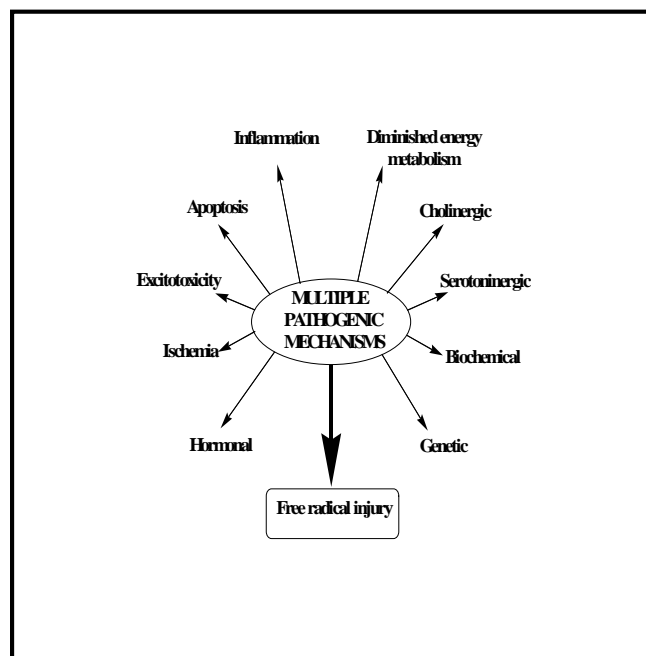 Inflammation
Diminished energy
metabolism
Apoptosis
Cholinergic
Excitotoxicity
Serotoninergic
MULTIPLE
PATHOGENIC
MECHANISMS
Ischemia
Biochemical
Hormonal
Genetic
Free radical injury